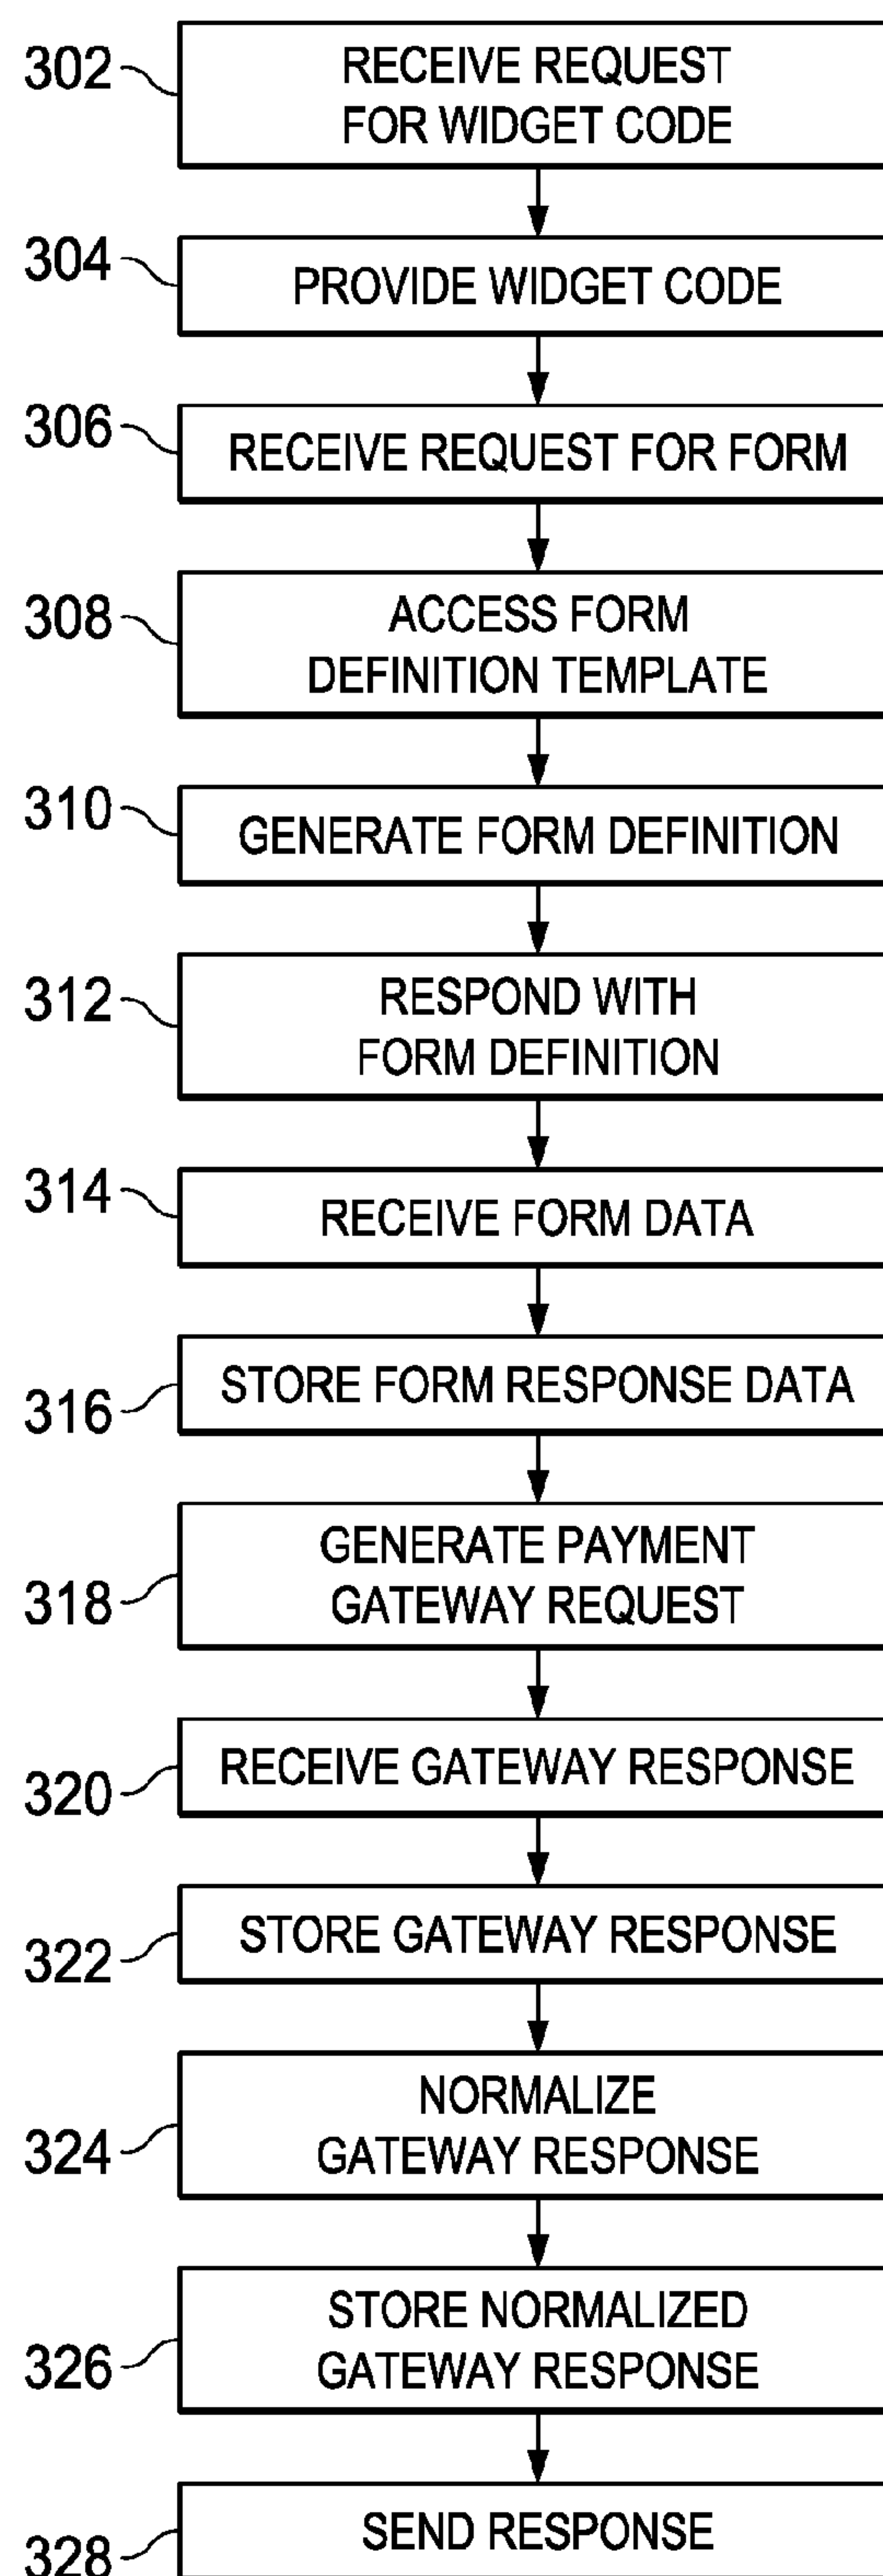 302
RECEIVE REQUEST
FOR WIDGET CODE
304
PROVIDE WIDGET CODE
306
RECEIVE REQUEST FOR FORM
308
ACCESS FORM
DEFINITION TEMPLATE
310
GENERATE FORM DEFINITION
312
RESPOND WITH
FORM DEFINITION
314
RECEIVE FORM DATA
316
STORE FORM RESPONSE DATA
318
GENERATE PAYMENT
GATEWAY REQUEST
320
RECEIVE GATEWAY RESPONSE
322
STORE GATEWAY RESPONSE
324
NORMALIZE
GATEWAY RESPONSE
326
STORE NORMALIZED
GATEWAY RESPONSE
328
SEND RESPONSE